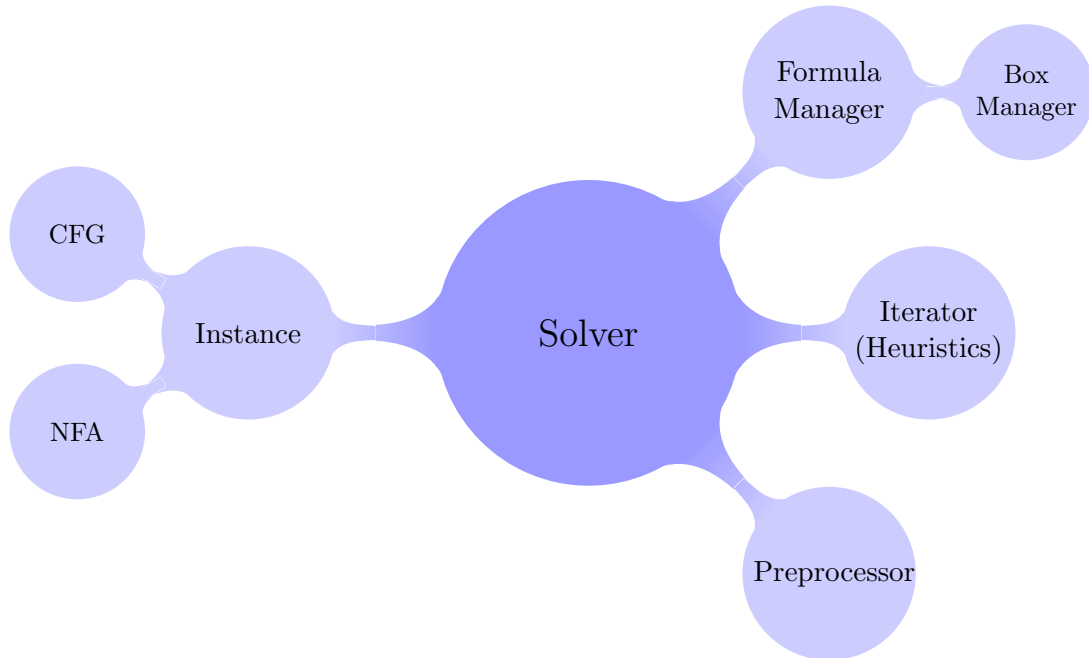 Formula
Manager
Box
Manager
CFG
Instance
NFA
Solver
Iterator
(Heuristics)
Preprocessor